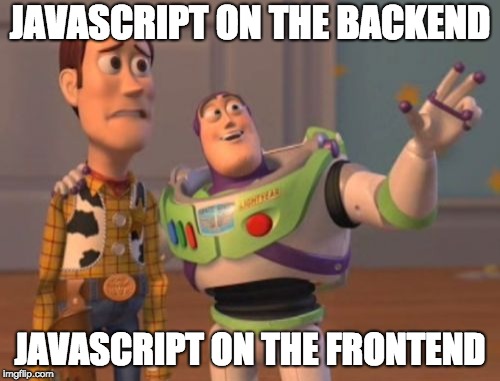 JAVASCRIPT ON THE BACKEND
LIGHTYEAR
JAVASCRIPT ON THE FRONTEND
imgflip.com